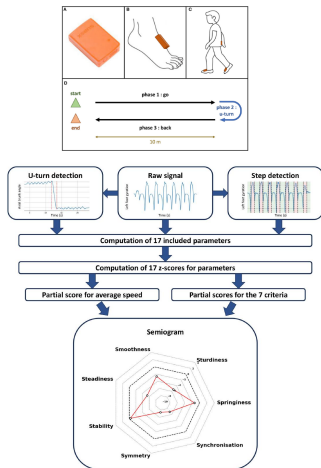 A
B
C
D
start
phase 1 : go
phase 2 :
u-turn
end
phase 3 : back
10 m
U-turn detection
Raw signal
Step detection
Time (s)
Time (s)
Time (s)
Computation of 17 included parameters
Computation of 17 z-scores for parameters
Partial score for average speed
Partial scores for the 7 criteria
Semiogram
Smoothness
Sturdiness
Steadiness
Springiness
Stability
Synchronisation
Symmetry